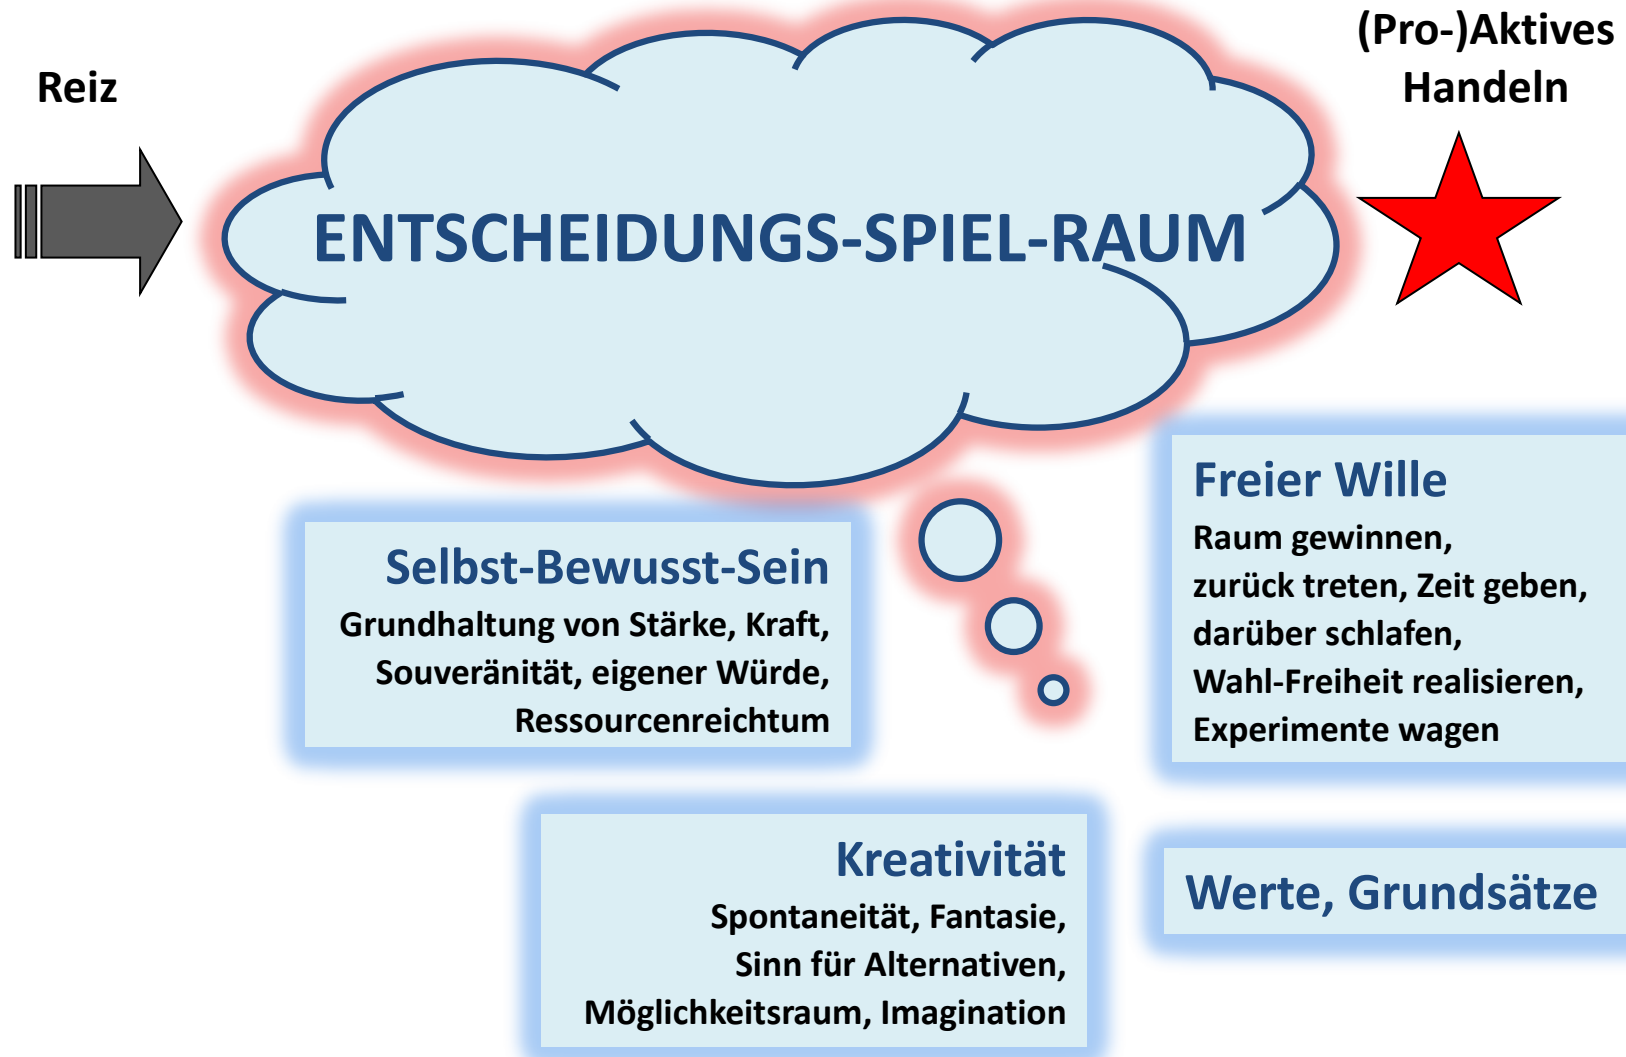 Reiz
(Pro-)Aktives
Handeln
ENTSCHEIDUNGS-SPIEL-RAUM
Selbst-Bewusst-Sein
Grundhaltung von Stärke, Kraft,
Souveränität, eigener Würde,
Ressourcenreichtum
Freier Wille
Raum gewinnen,
zurück treten, Zeit geben,
darüber schlafen,
Wahl-Freiheit realisieren,
Experimente wagen
Kreativität
Spontaneität, Fantasie,
Sinn für Alternativen,
Möglichkeitsraum, Imagination
Werte, Grundsätze